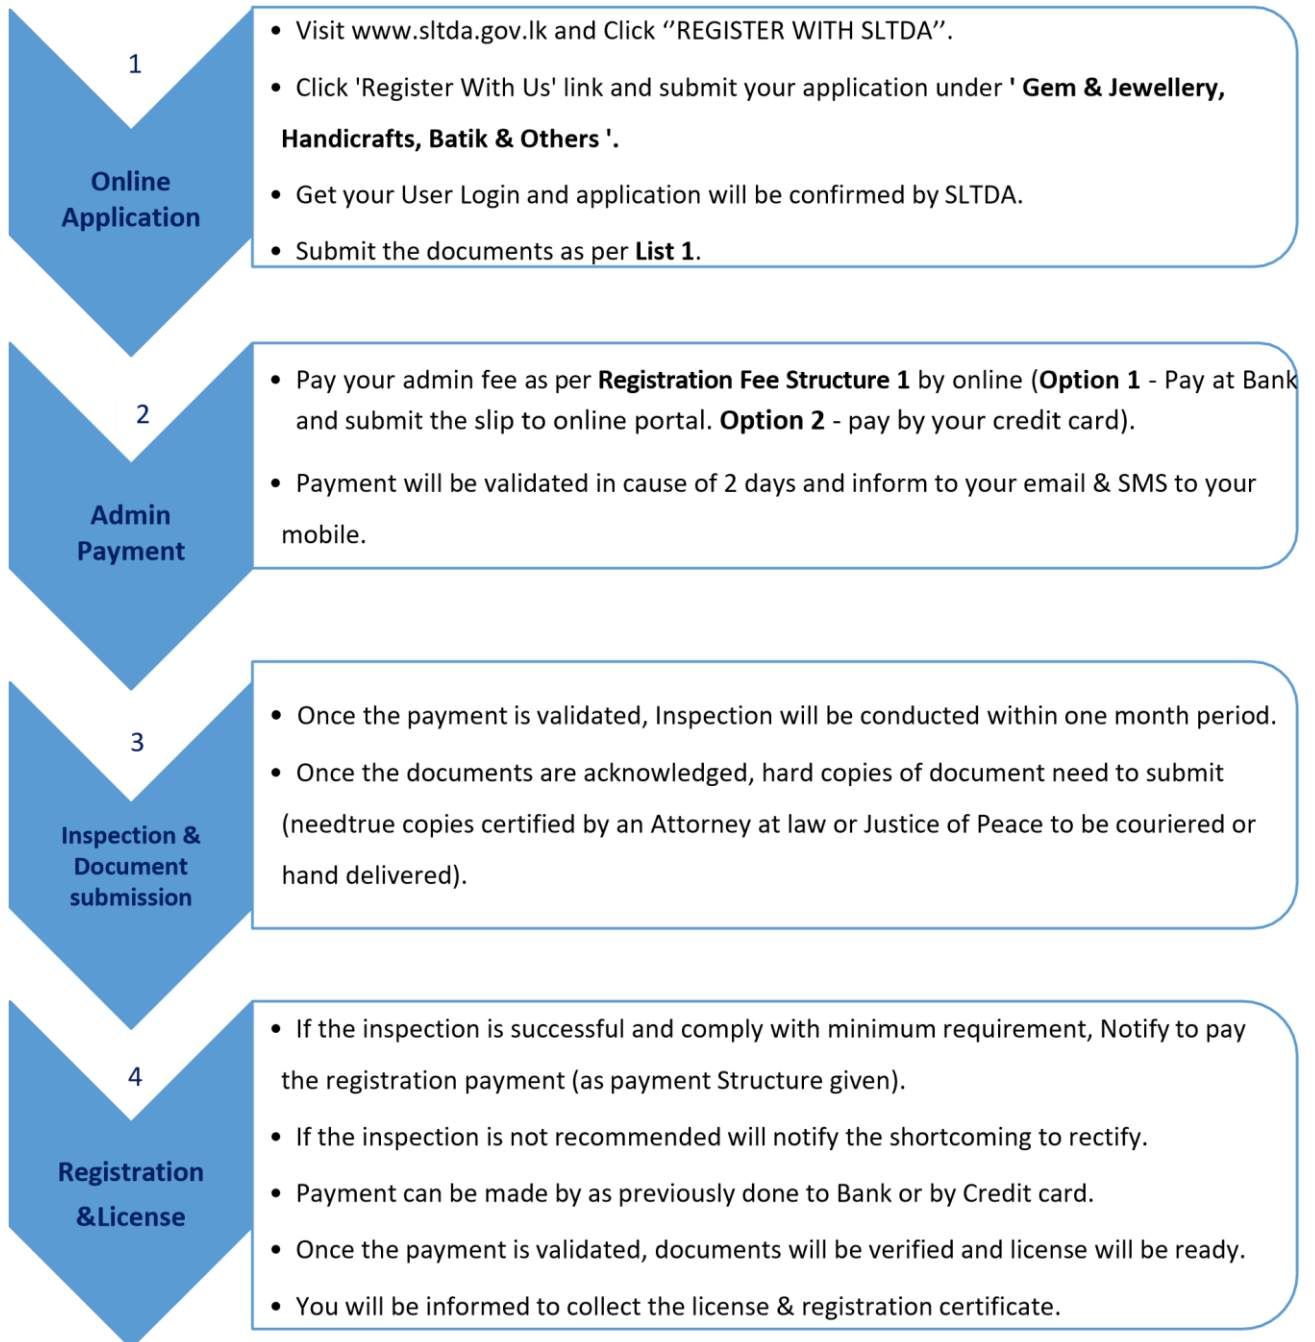 1
Online
Application
• Visit www.sltda.gov.lk and Click ‘’REGISTER WITH SLTDA’’.
• Click 'Register With Us' link and submit your application under ' Gem & Jewellery,
Handicrafts, Batik & Others '.
• Get your User Login and application will be confirmed by SLTDA.
• Submit the documents as per List 1.
2
Admin
Payment
• Pay your admin fee as per Registration Fee Structure 1 by online (Option 1 - Pay at Bank
and submit the slip to online portal. Option 2 - pay by your credit card).
• Payment will be validated in cause of 2 days and inform to your email & SMS to your
mobile.
3
Inspection &
Document
submission
• Once the payment is validated, Inspection will be conducted within one month period.
• Once the documents are acknowledged, hard copies of document need to submit
(needtrue copies certified by an Attorney at law or Justice of Peace to be couriered or
hand delivered).
4
Registration
&License
• If the inspection is successful and comply with minimum requirement, Notify to pay
the registration payment (as payment Structure given).
• If the inspection is not recommended will notify the shortcoming to rectify.
• Payment can be made by as previously done to Bank or by Credit card.
• Once the payment is validated, documents will be verified and license will be ready.
• You will be informed to collect the license & registration certificate.